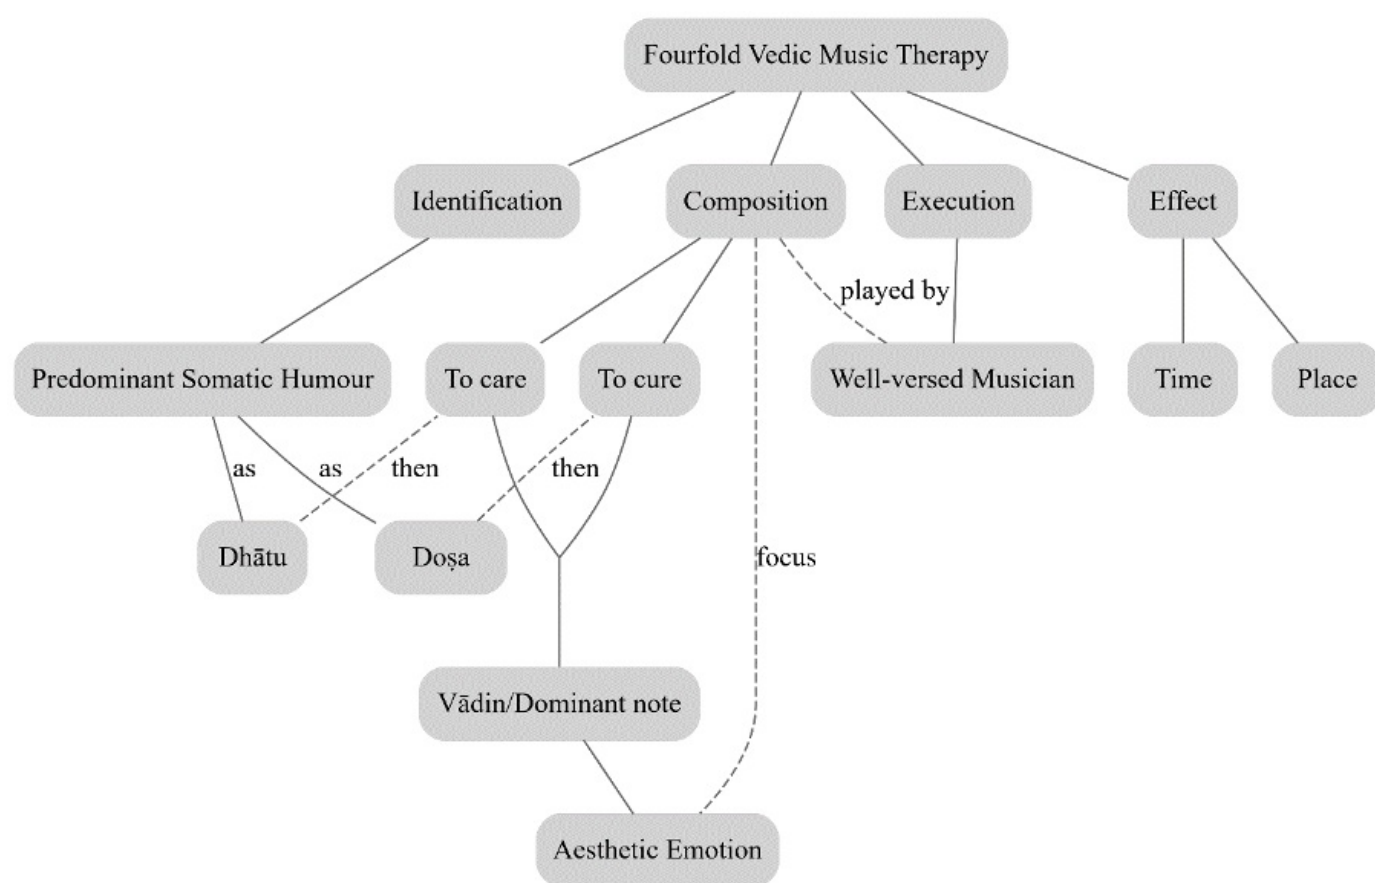 Fourfold Vedic Music Therapy
Identification
Composition
Execution
Effect
played by
Predominant Somatic Humour
To care
To cure
Well-versed Musician
Time
Place
as
as
then
then
Dhātu
Doṣa
focus
Vādin/Dominant note
Aesthetic Emotion